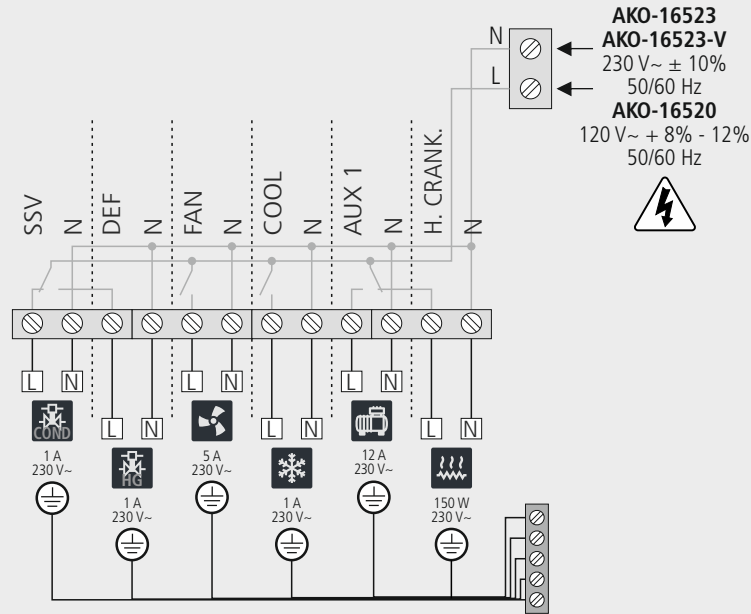 AKO-16523
N
AKO-16523-V
230 V~ ± 10%
L
50/60 Hz
AKO-16520
120 V~ + 8% - 12%
50/60 Hz
SSV
N
DEF
N
FAN
N
COOL
N
AUX 1
N
H. CRANK.
N
L N L N L N
COND
L N L N L N
1 A
230 V~
5 A
230 V~
12 A
230 V~
HG
1 A
230 V~
1 A
230 V~
150 W
230 V~